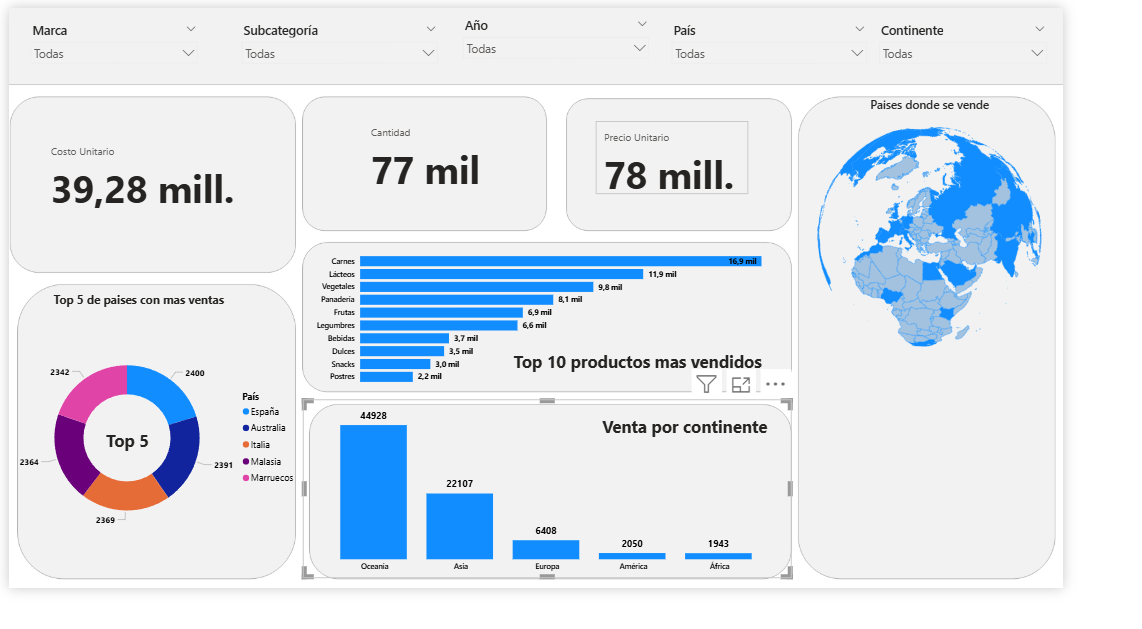 Marca
Todas
Subcategoría
Todas
Año
Todas
País
Todas
Continente
Todas
Costo Unitario
39,28 mill.
Cantidad
77 mil
Precio Unitario
78 mill.
Paises donde se vende
Carnes 16,9 mil
Lácteos 11,9 mil
Vegetales 9,8 mil
Panadería 8,1 mil
Frutas 6,9 mil
Legumbres 6,6 mil
Bebidas 3,7 mil
Dulces 3,5 mil
Snacks 3,0 mil
Postres 2,2 mil
Top 10 productos mas vendidos
Top 5 de paises con mas ventas
2342
2400
2364
2391
2369
Top 5
País
España
Australia
Italia
Malasia
Marruecos
Venta por continente
44928
22107
6408
2050
1943
Oceanía
Asia
Europa
América
África